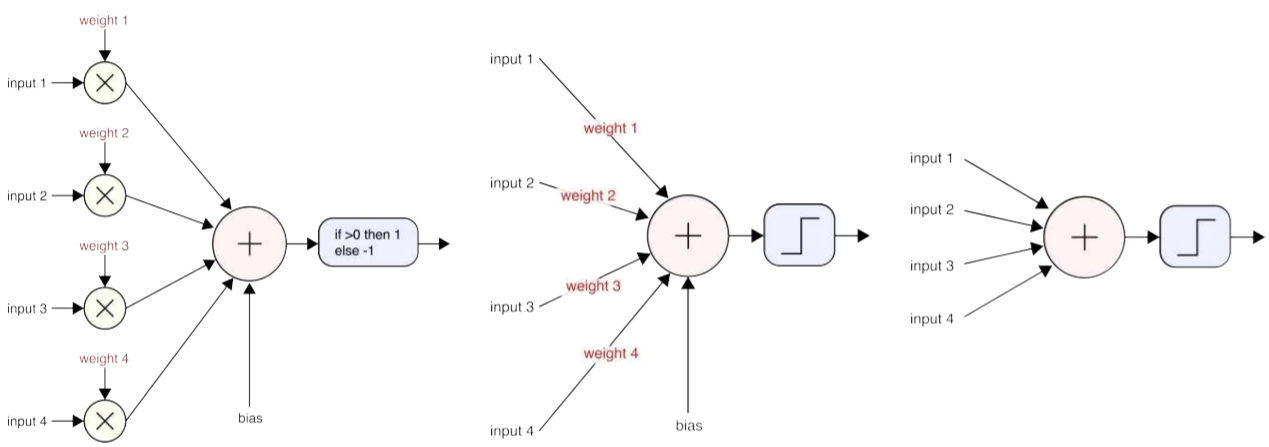 weight 1
input 1
weight 2
input 2
weight 3
input 3
weight 4
input 4
bias
if >0 then 1
else -1
input 1
weight 1
input 2
weight 2
input 3
weight 3
weight 4
input 4
bias
input 1
input 2
input 3
input 4